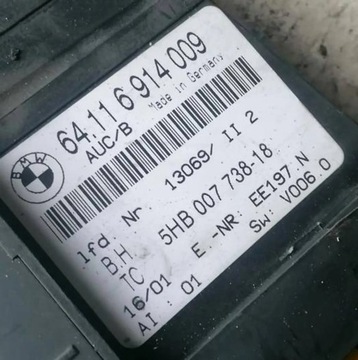 BMW
64.11 6 914 009
AUC/B Made in Germany
lfd Nr 13069/ II 2
BH 5HB 007 738-18
TC E.-NR: EE197.N
16/01 SW: V006.0
AI: 01